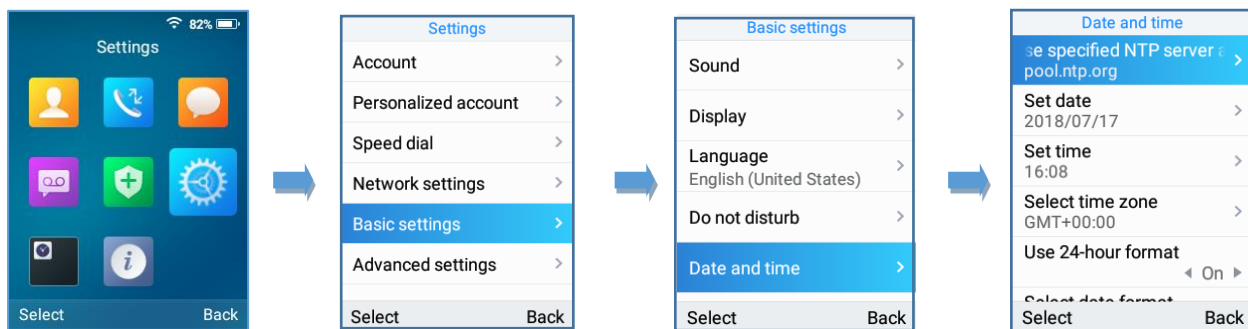 82%
Settings
Select Back
Settings
Account
Personalized account
Speed dial
Network settings
Basic settings
Advanced settings
Select Back
Basic settings
Sound
Display
Language
English (United States)
Do not disturb
Date and time
Select Back
Date and time
se specified NTP server a
pool.ntp.org
Set date
2018/07/17
Set time
16:08
Select time zone
GMT+00:00
Use 24-hour format
On
Select date format
Select Back